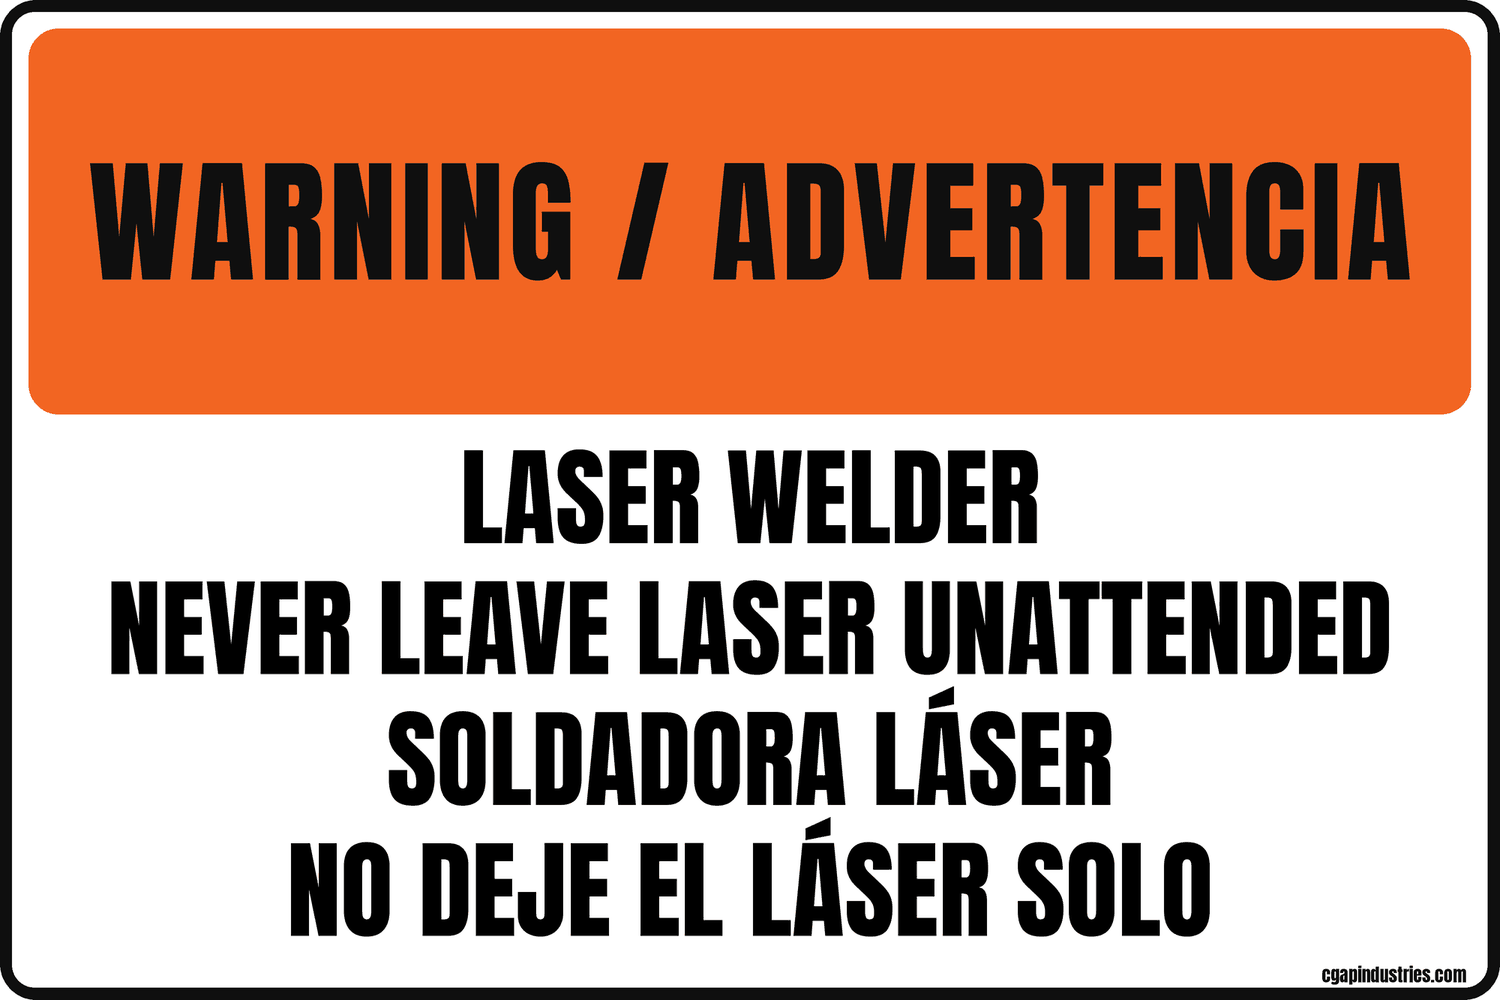 WARNING / ADVERTENCIA
LASER WELDER
NEVER LEAVE LASER UNATTENDED
SOLDADORA LÁSER
NO DEJE EL LÁSER SOLO
cgapindustries.com